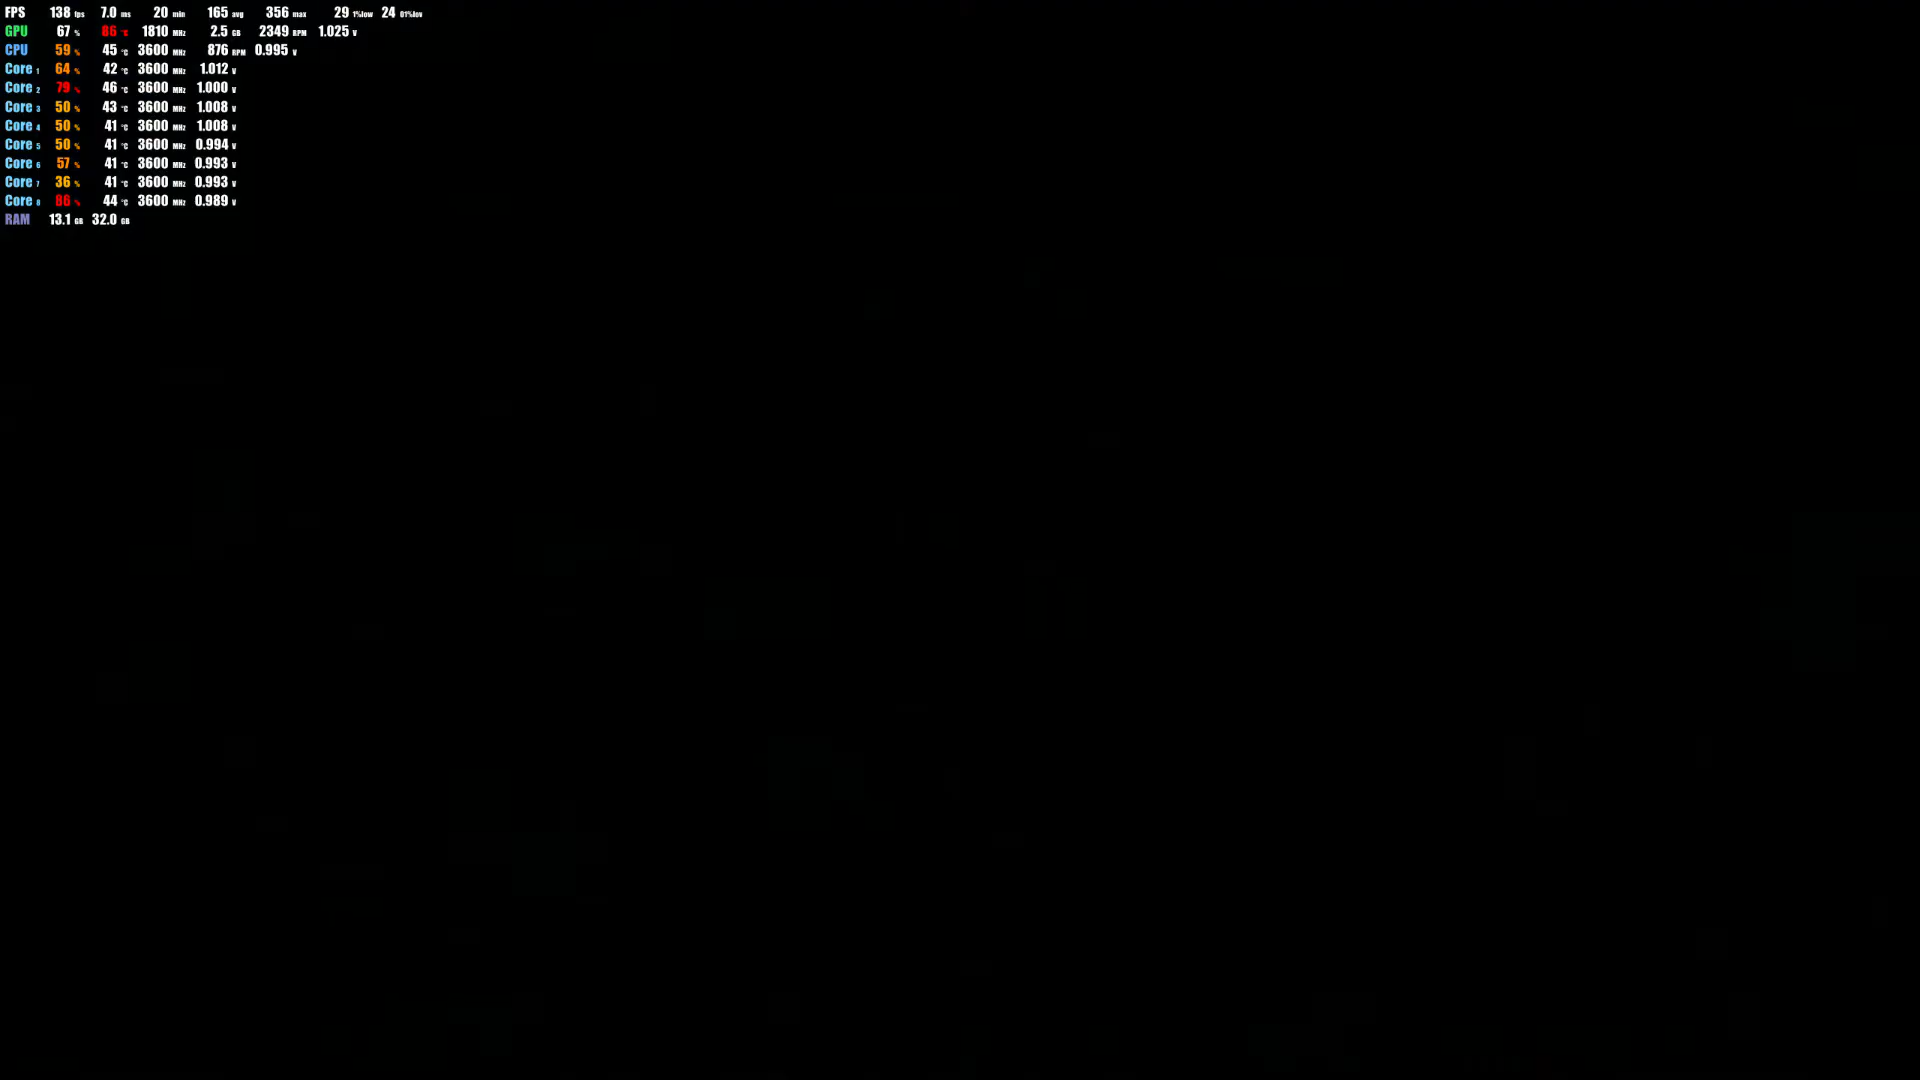 FPS 138 fps 7.0 ms 20 min 165 avg 356 max 29 1%low 24 01%low
GPU 67 % 86 °C 1810 MHz 2.5 GB 2349 RPM 1.025 V
CPU 59 % 45 °C 3600 MHz 876 RPM 0.995 V
Core 1 64 % 42 °C 3600 MHz 1.012 V
Core 2 79 % 46 °C 3600 MHz 1.000 V
Core 3 50 % 43 °C 3600 MHz 1.008 V
Core 4 50 % 41 °C 3600 MHz 1.008 V
Core 5 50 % 41 °C 3600 MHz 0.994 V
Core 6 57 % 41 °C 3600 MHz 0.993 V
Core 7 36 % 41 °C 3600 MHz 0.993 V
Core 8 86 % 44 °C 3600 MHz 0.989 V
RAM 13.1 GB 32.0 GB